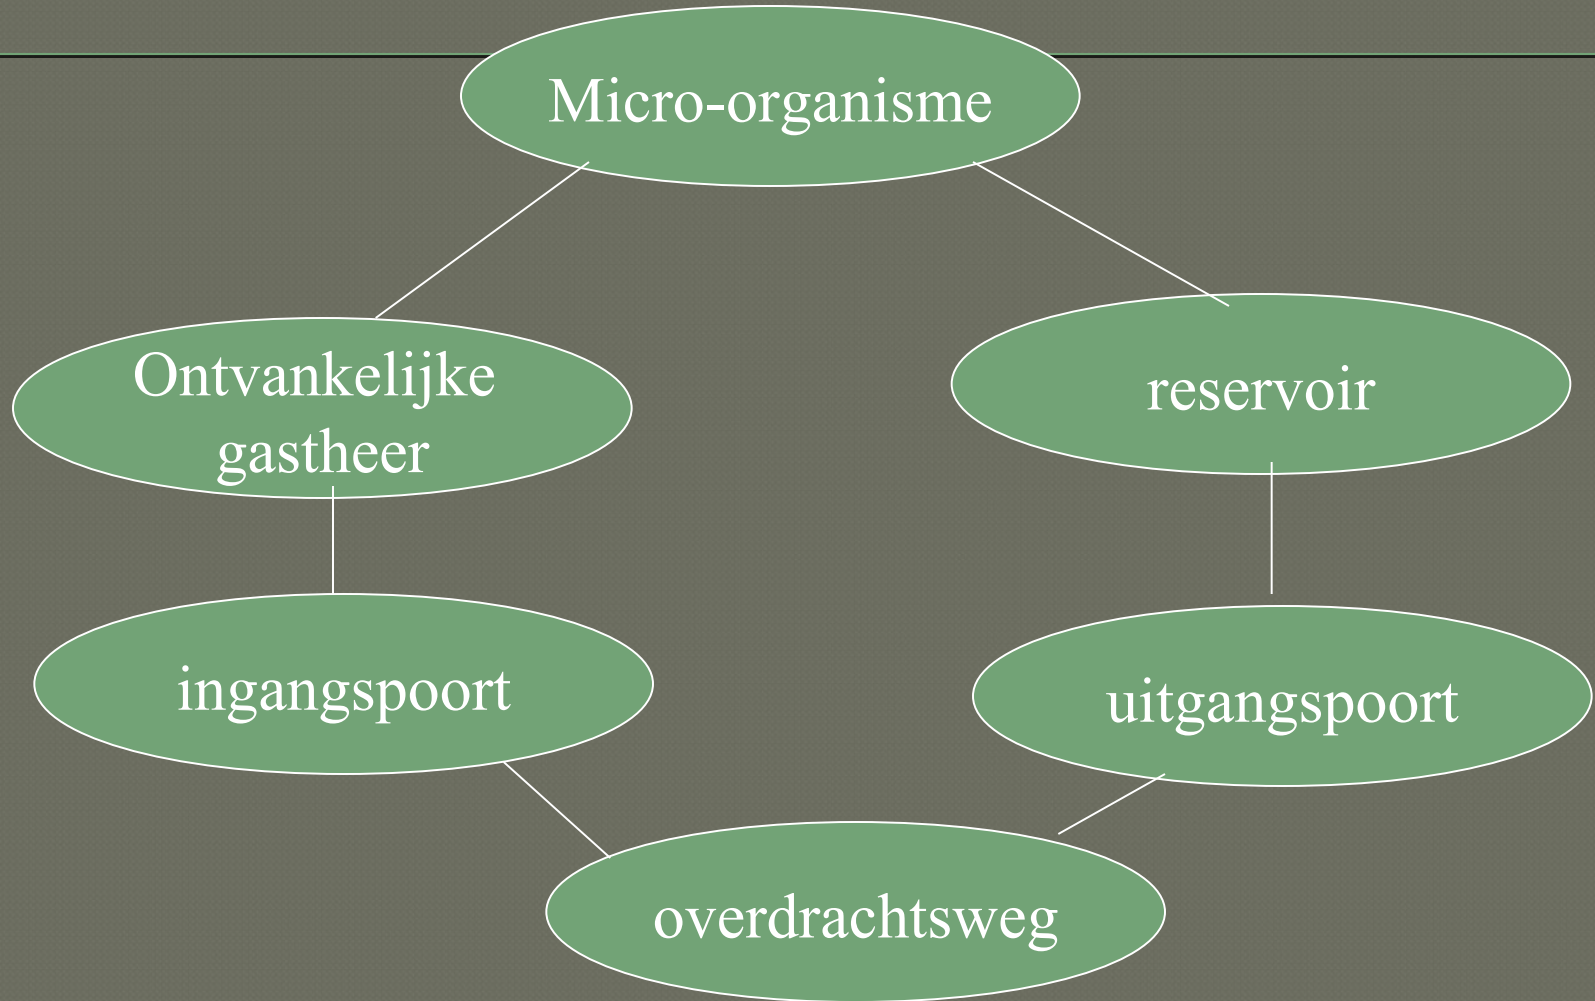 Micro-organisme
Ontvankelijke
gastheer
reservoir
ingangspoort
uitgangspoort
overdrachtsweg